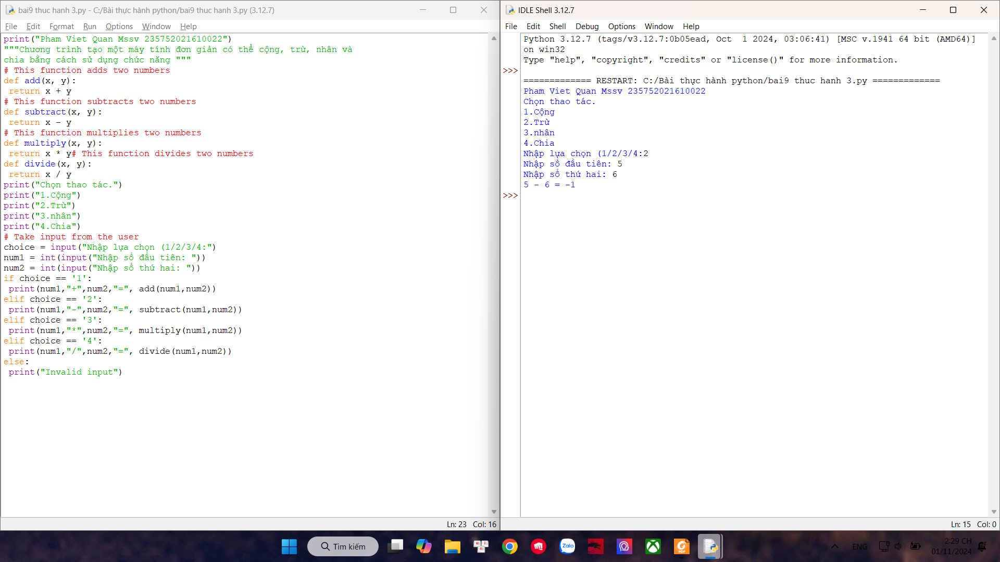 bai9 thuc hanh 3.py - C:/Bài thực hành python/bai9 thuc hanh 3.py (3.12.7)
File Edit Format Run Options Window Help
print("Pham Viet Quan Mssv 235752021610022")
"""Chương trình tạo một máy tính đơn giản có thể cộng, trừ, nhân và
chia bằng cách sử dụng chức năng """
# This function adds two numbers
def add(x, y):
 return x + y
# This function subtracts two numbers
def subtract(x, y):
 return x - y
# This function multiplies two numbers
def multiply(x, y):
 return x * y# This function divides two numbers
def divide(x, y):
 return x / y
print("Chọn thao tác.")
print("1.Cộng")
print("2.Trừ")
print("3.nhân")
print("4.Chia")
# Take input from the user
choice = input("Nhập lựa chọn (1/2/3/4:")
num1 = int(input("Nhập số đầu tiên: "))
num2 = int(input("Nhập số thứ hai: "))
if choice == '1':
 print(num1,"+",num2,"=", add(num1,num2))
elif choice == '2':
 print(num1,"-",num2,"=", subtract(num1,num2))
elif choice == '3':
 print(num1,"*",num2,"=", multiply(num1,num2))
elif choice == '4':
 print(num1,"/",num2,"=", divide(num1,num2))
else:
 print("Invalid input")
Ln: 23 Col: 16
IDLE Shell 3.12.7
File Edit Shell Debug Options Window Help
Python 3.12.7 (tags/v3.12.7:0b05ead, Oct  1 2024, 03:06:41) [MSC v.1941 64 bit (AMD64)]
on win32
Type "help", "copyright", "credits" or "license()" for more information.
>>>
============= RESTART: C:/Bài thực hành python/bai9 thuc hanh 3.py =============
Pham Viet Quan Mssv 235752021610022
Chọn thao tác.
1.Cộng
2.Trừ
3.nhân
4.Chia
Nhập lựa chọn (1/2/3/4:2
Nhập số đầu tiên: 5
Nhập số thứ hai: 6
5 - 6 = -1
>>>
Ln: 15 Col: 0
Tìm kiếm
Zalo
PDF
ENG
2:29 CH
01/11/2024